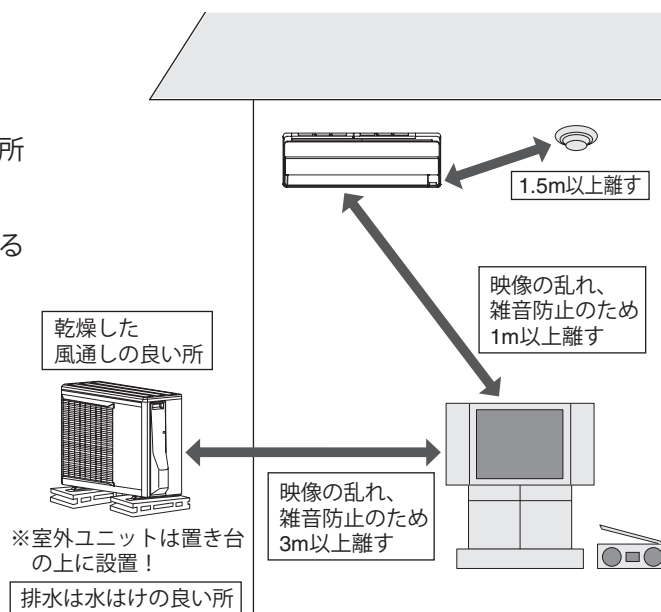 所
る
1.5m以上離す
映像の乱れ、
雑音防止のため
1m以上離す
乾燥した
風通しの良い所
映像の乱れ、
雑音防止のため
3m以上離す
※室外ユニットは置き台
の上に設置！
排水は水はけの良い所